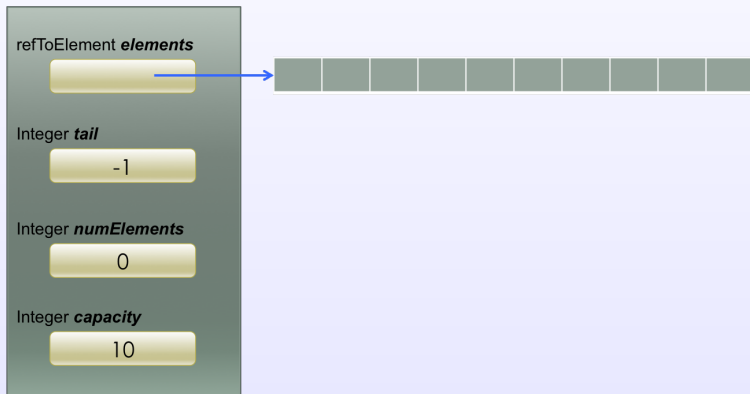 refToElement elements
Integer tail
-1
Integer numElements
0
Integer capacity
10